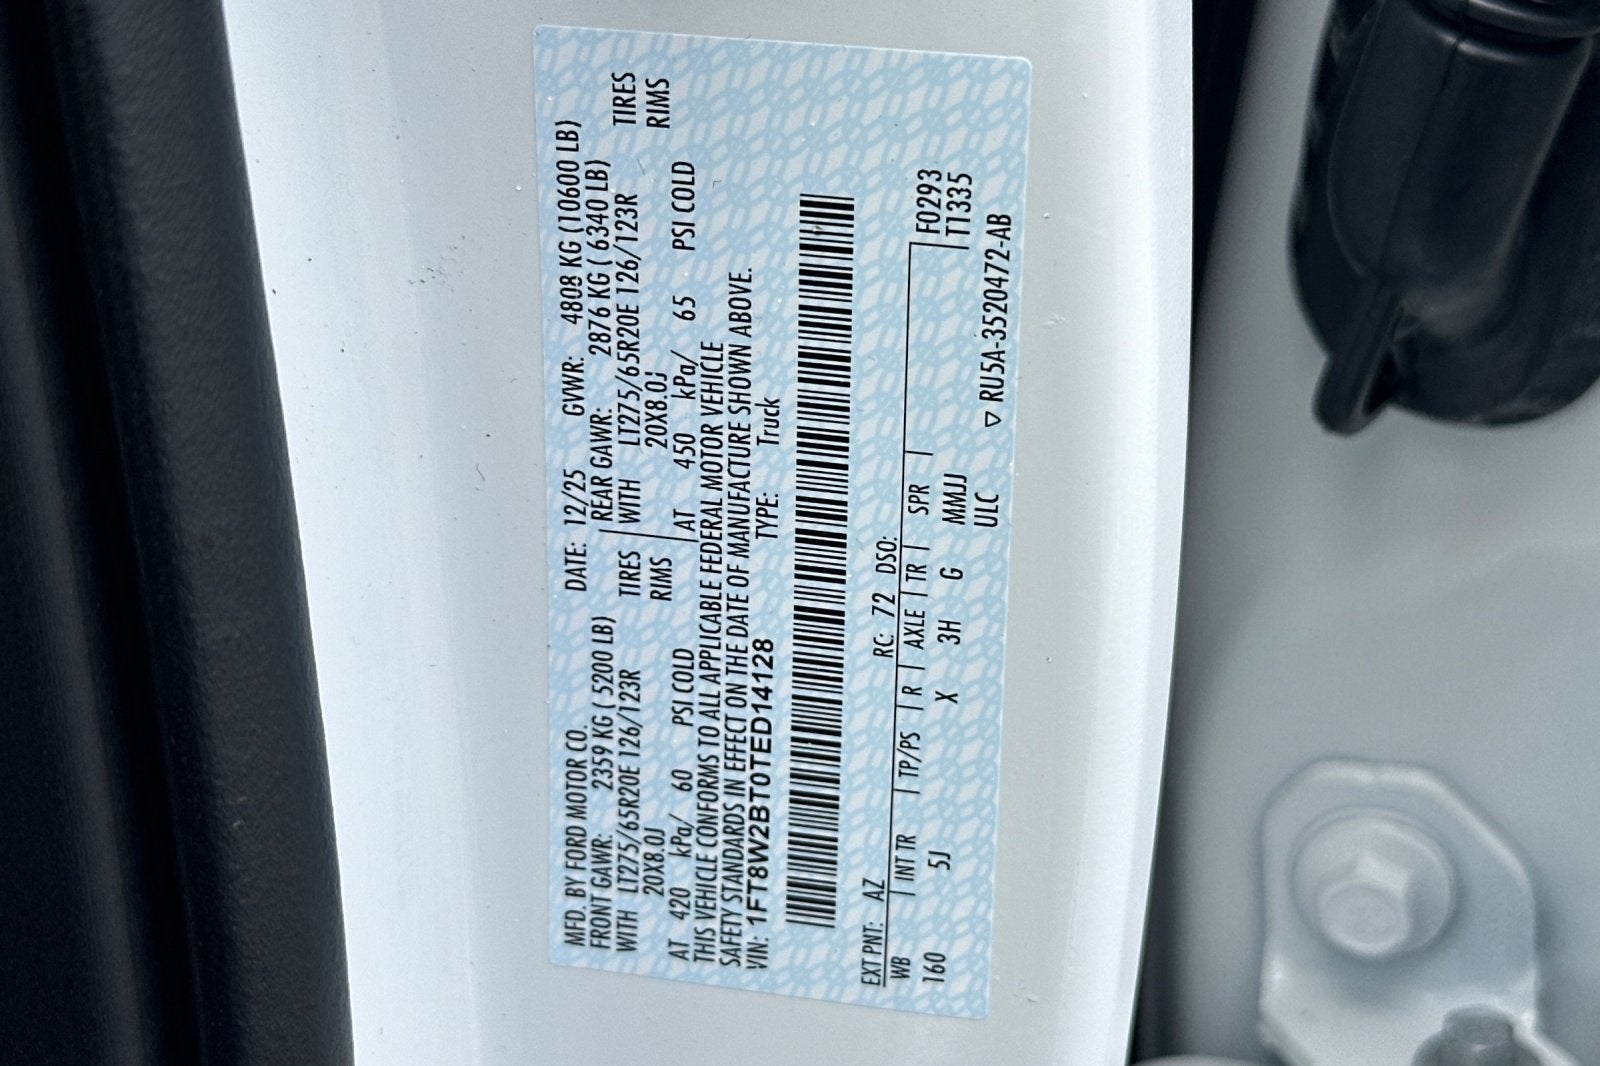 MFD. BY FORD MOTOR CO. DATE: 12/25 GVWR: 4808 KG (10600 LB)
FRONT GAWR: 2359 KG ( 5200 LB) REAR GAWR: 2876 KG ( 6340 LB)
WITH LT275/65R20E 126/123R TIRES WITH LT275/65R20E 126/123R TIRES
20X8.0J RIMS 20X8.0J RIMS
AT 420 kPa/ 60 PSI COLD AT 450 kPa/ 65 PSI COLD
THIS VEHICLE CONFORMS TO ALL APPLICABLE FEDERAL MOTOR VEHICLE
SAFETY STANDARDS IN EFFECT ON THE DATE OF MANUFACTURE SHOWN ABOVE.
VIN: 1FT8W2BT0TED14128 TYPE: Truck
EXT PNT: AZ RC: 72 DSO: F0293
WB INT TR TP/PS R AXLE TR SPR T1335
160 5J X 3H G MMJJ
ULC ▽ RU5A-3520472-AB